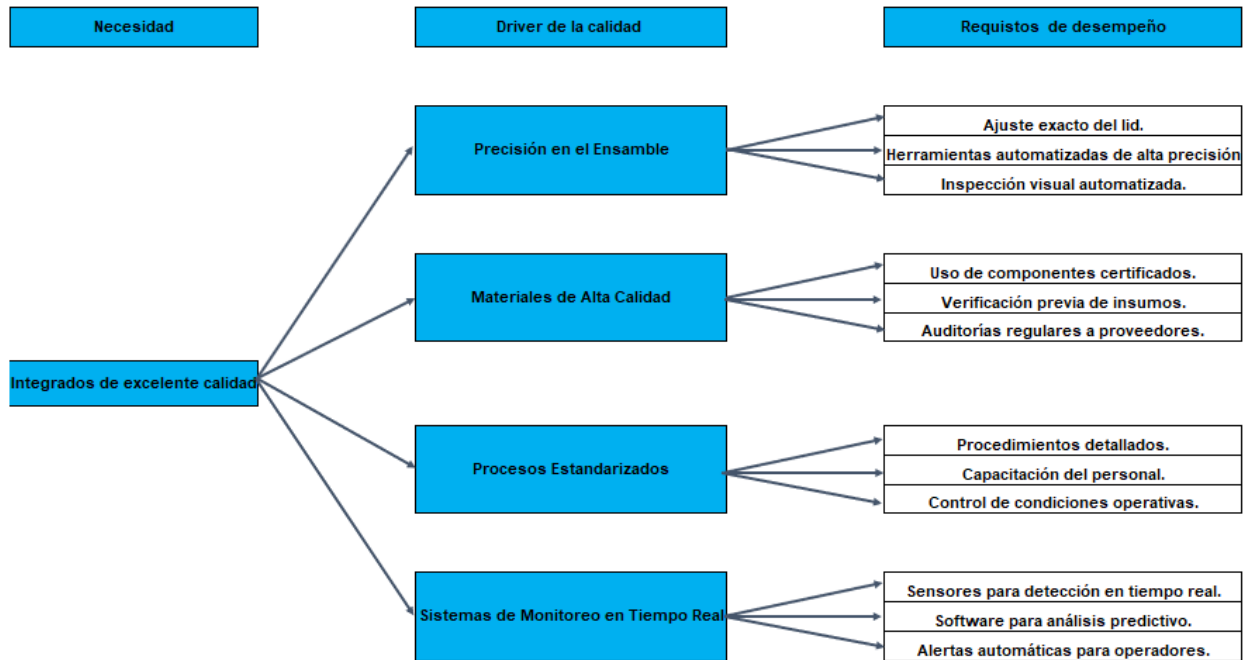 Necesidad
Driver de la calidad
Requistos de desempeño
Precisión en el Ensamble
Ajuste exacto del lid.
Herramientas automatizadas de alta precisión
Inspección visual automatizada.
Materiales de Alta Calidad
Uso de componentes certificados.
Verificación previa de insumos.
Auditorías regulares a proveedores.
Integrados de excelente calidad
Procesos Estandarizados
Procedimientos detallados.
Capacitación del personal.
Control de condiciones operativas.
Sistemas de Monitoreo en Tiempo Real
Sensores para detección en tiempo real.
Software para análisis predictivo.
Alertas automáticas para operadores.